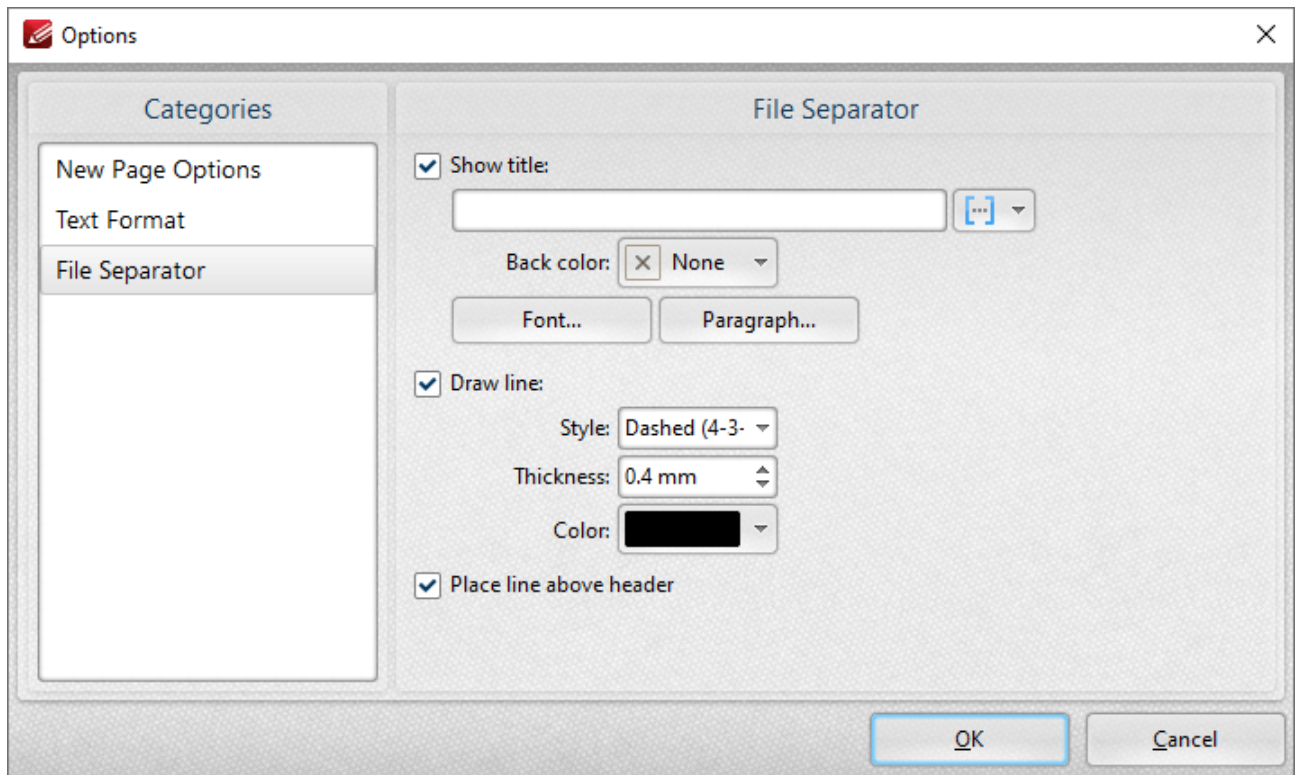 Options
Categories
File Separator
New Page Options
Text Format
File Separator
Show title:
Back color: None
Font... Paragraph...
Draw line:
Style: Dashed (4-3-
Thickness: 0.4 mm
Color:
Place line above header
OK Cancel